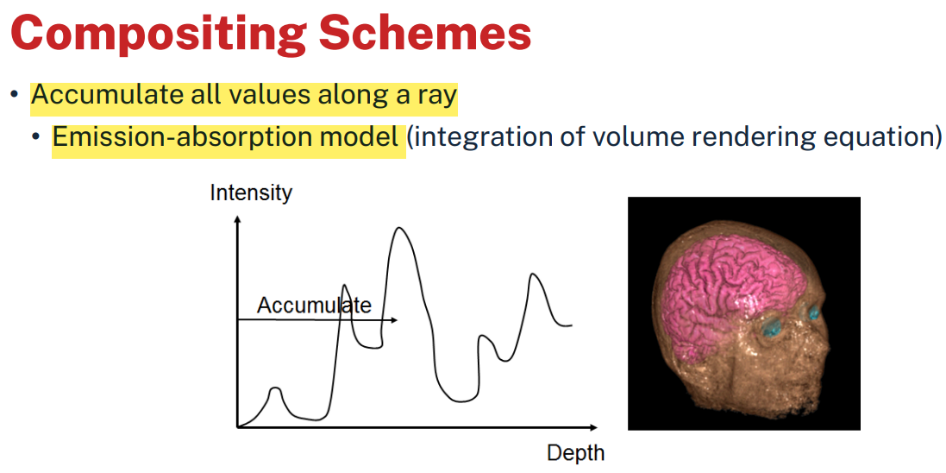 Compositing Schemes
• Accumulate all values along a ray
• Emission-absorption model (integration of volume rendering equation)
Intensity
Accumulate
Depth